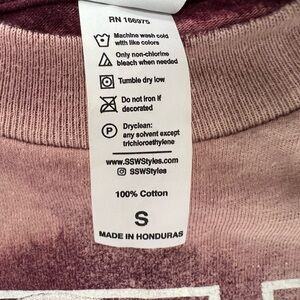 RN 166975
Machine wash cold
with like colors
Only non-chlorine
bleach when needed
Tumble dry low
Do not iron if
decorated
P
Dryclean:
any solvent except
trichloroethylene
www.SSWStyles.com
SSWStyles
100% Cotton
S
MADE IN HONDURAS